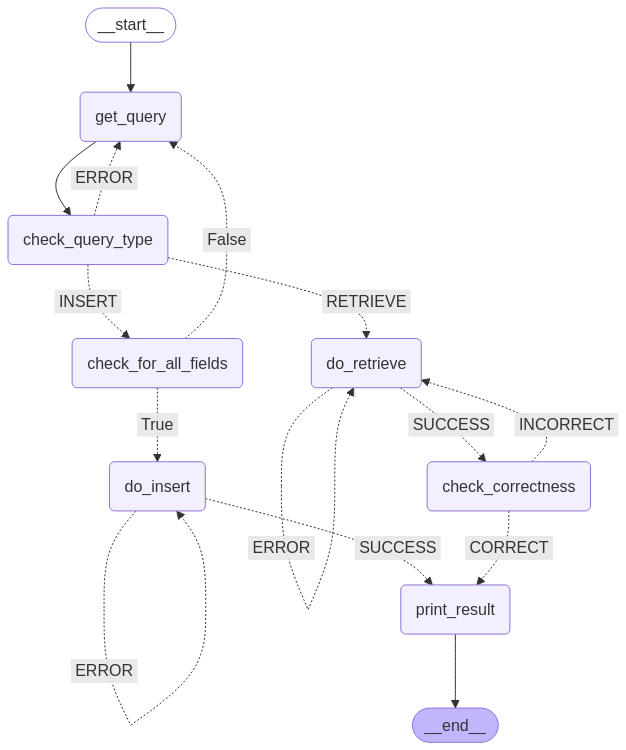 __start__
get_query
ERROR
check_query_type
False
INSERT
RETRIEVE
check_for_all_fields
do_retrieve
True
SUCCESS
INCORRECT
do_insert
check_correctness
ERROR
SUCCESS
CORRECT
print_result
ERROR
__end__